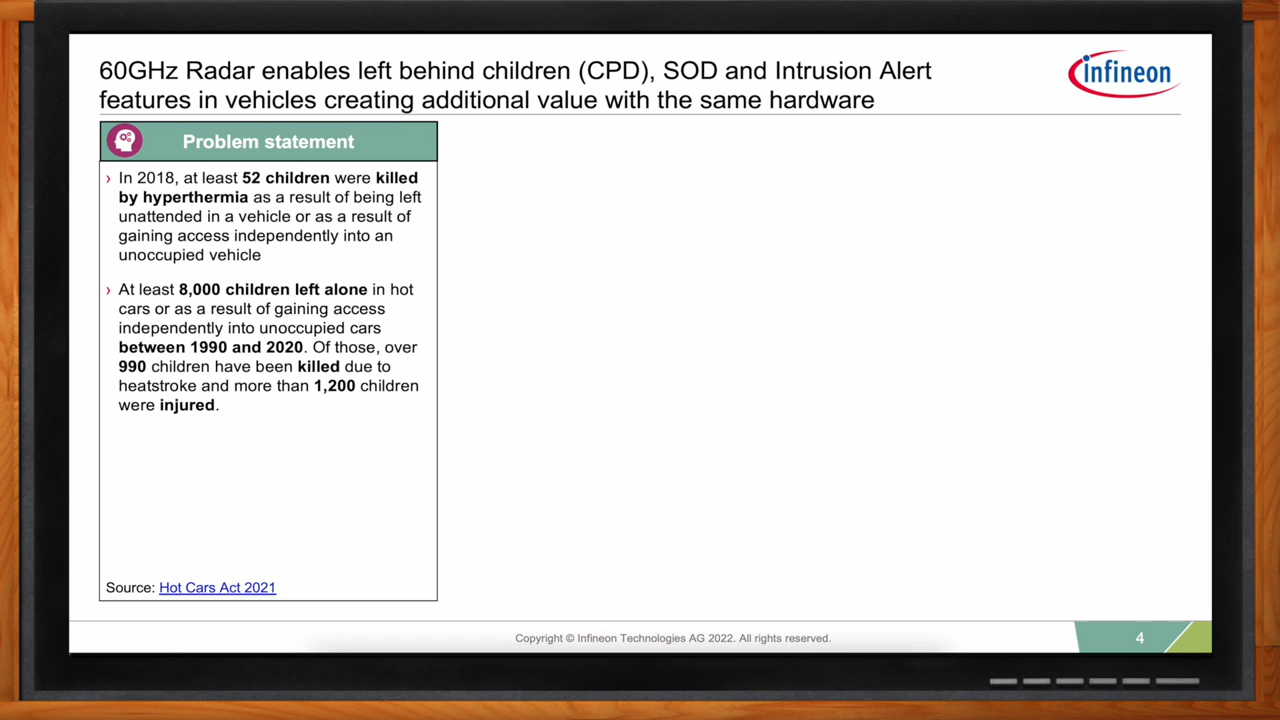 60GHz Radar enables left behind children (CPD), SOD and Intrusion Alert
features in vehicles creating additional value with the same hardware
infineon
Problem statement
› In 2018, at least 52 children were killed
by hyperthermia as a result of being left
unattended in a vehicle or as a result of
gaining access independently into an
unoccupied vehicle
› At least 8,000 children left alone in hot
cars or as a result of gaining access
independently into unoccupied cars
between 1990 and 2020. Of those, over
990 children have been killed due to
heatstroke and more than 1,200 children
were injured.
Source: Hot Cars Act 2021
Copyright © Infineon Technologies AG 2022. All rights reserved.
4